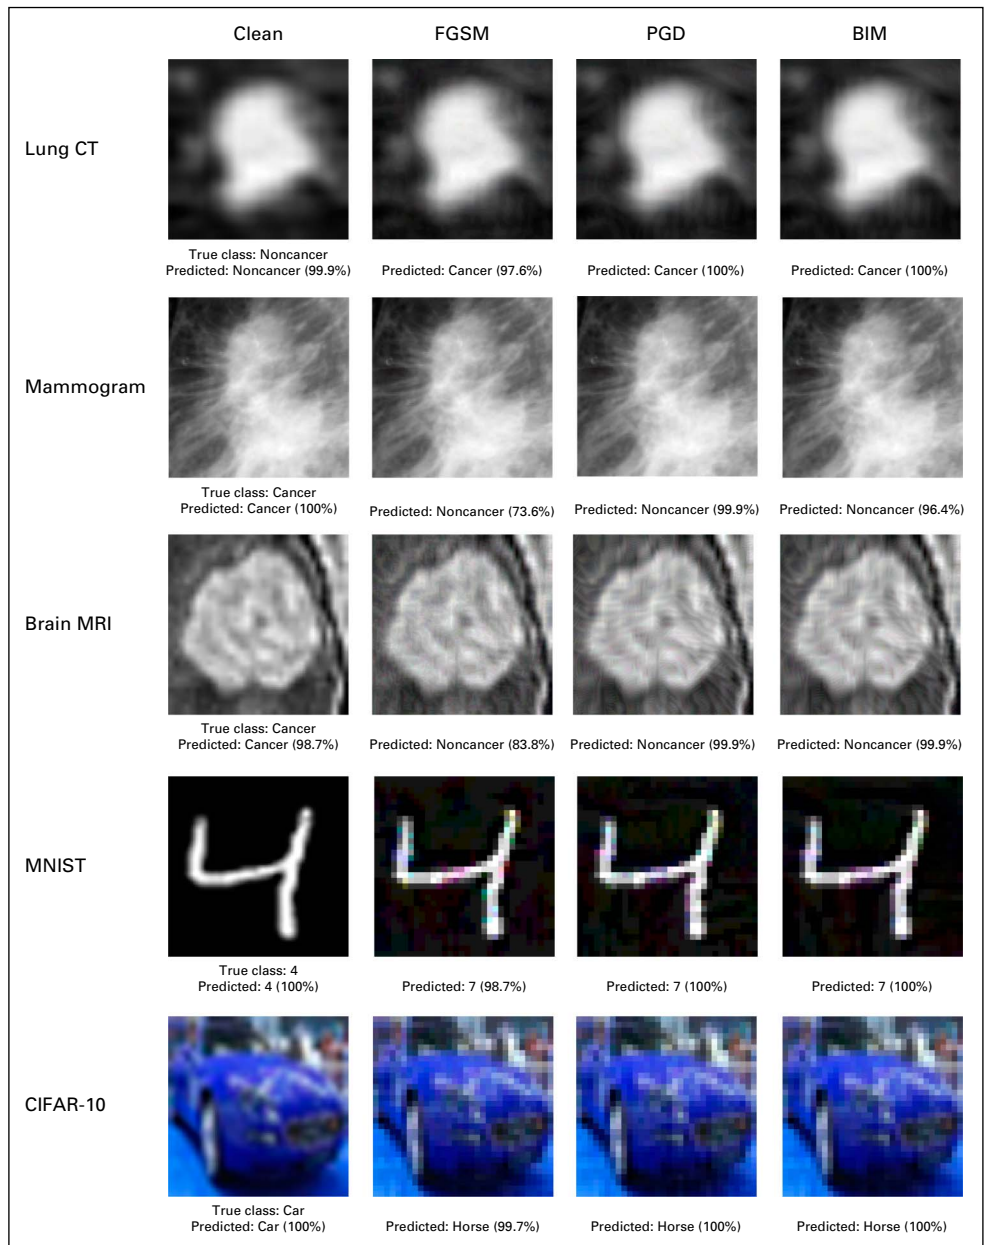 Clean FGSM PGD BIM
Lung CT
True class: Noncancer
Predicted: Noncancer (99.9%) Predicted: Cancer (97.6%) Predicted: Cancer (100%) Predicted: Cancer (100%)
Mammogram
True class: Cancer
Predicted: Cancer (100%) Predicted: Noncancer (73.6%) Predicted: Noncancer (99.9%) Predicted: Noncancer (96.4%)
Brain MRI
True class: Cancer
Predicted: Cancer (98.7%) Predicted: Noncancer (83.8%) Predicted: Noncancer (99.9%) Predicted: Noncancer (99.9%)
MNIST
True class: 4
Predicted: 4 (100%) Predicted: 7 (98.7%) Predicted: 7 (100%) Predicted: 7 (100%)
CIFAR-10
True class: Car
Predicted: Car (100%) Predicted: Horse (99.7%) Predicted: Horse (100%) Predicted: Horse (100%)